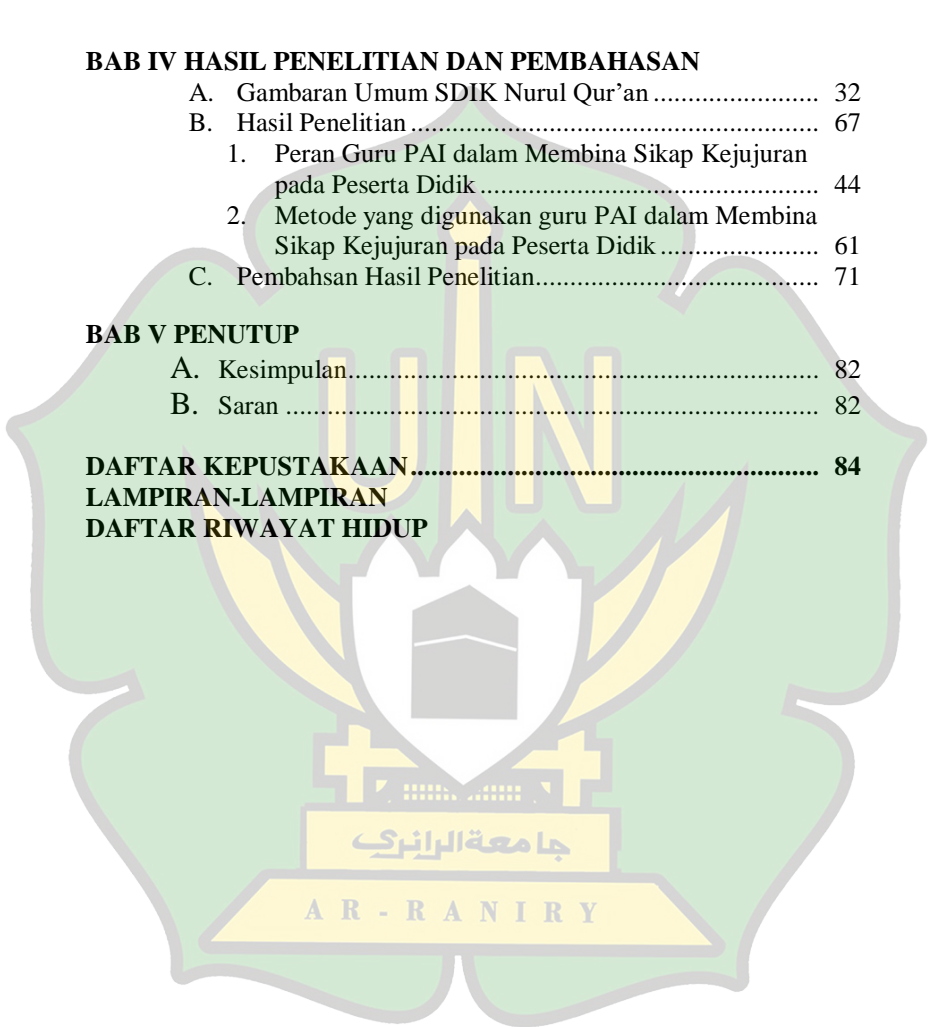 BAB IV HASIL PENELITIAN DAN PEMBAHASAN
A. Gambaran Umum SDIK Nurul Qur’an ........................ 32
B. Hasil Penelitian ............................................................. 67
1. Peran Guru PAI dalam Membina Sikap Kejujuran
pada Peserta Didik ................................................... 44
2. Metode yang digunakan guru PAI dalam Membina
Sikap Kejujuran pada Peserta Didik ........................ 61
C. Pembahsan Hasil Penelitian........................................... 71
BAB V PENUTUP
A. Kesimpulan...................................................................... 82
B. Saran ................................................................................ 82
DAFTAR KEPUSTAKAAN............................................................. 84
LAMPIRAN-LAMPIRAN
DAFTAR RIWAYAT HIDUP
UIN
جامعةالرانري
AR-RANIRY